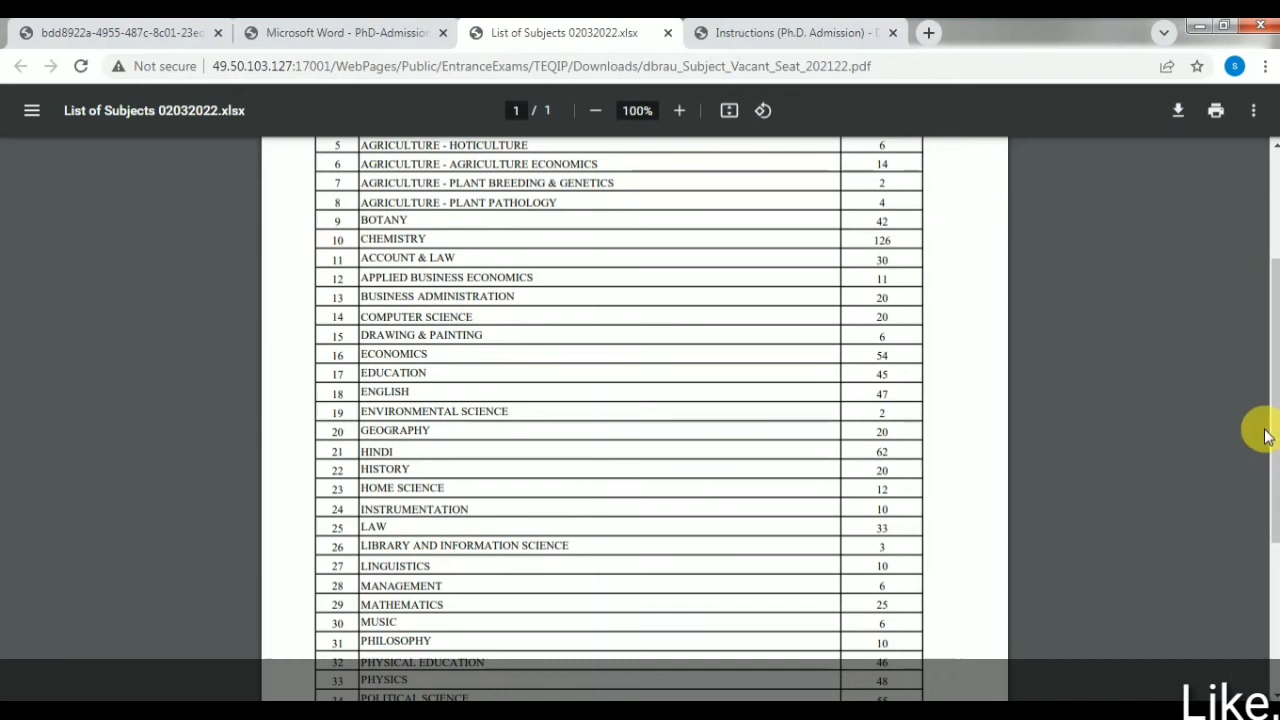 bdd8922a-4955-487c-8c01-23ec
Microsoft Word - PhD-Admission
List of Subjects 02032022.xlsx
Instructions (Ph.D. Admission) - D
Not secure 49.50.103.127:17001/WebPages/Public/EntranceExams/TEQIP/Downloads/dbrau_Subject_Vacant_Seat_202122.pdf
S
List of Subjects 02032022.xlsx 1 / 1 100%
5 AGRICULTURE - HOTICULTURE 6
6 AGRICULTURE - AGRICULTURE ECONOMICS 14
7 AGRICULTURE - PLANT BREEDING & GENETICS 2
8 AGRICULTURE - PLANT PATHOLOGY 4
9 BOTANY 42
10 CHEMISTRY 126
11 ACCOUNT & LAW 30
12 APPLIED BUSINESS ECONOMICS 11
13 BUSINESS ADMINISTRATION 20
14 COMPUTER SCIENCE 20
15 DRAWING & PAINTING 6
16 ECONOMICS 54
17 EDUCATION 45
18 ENGLISH 47
19 ENVIRONMENTAL SCIENCE 2
20 GEOGRAPHY 20
21 HINDI 62
22 HISTORY 20
23 HOME SCIENCE 12
24 INSTRUMENTATION 10
25 LAW 33
26 LIBRARY AND INFORMATION SCIENCE 3
27 LINGUISTICS 10
28 MANAGEMENT 6
29 MATHEMATICS 25
30 MUSIC 6
31 PHILOSOPHY 10
32 PHYSICAL EDUCATION 46
33 PHYSICS 48
34 POLITICAL SCIENCE 55
Like